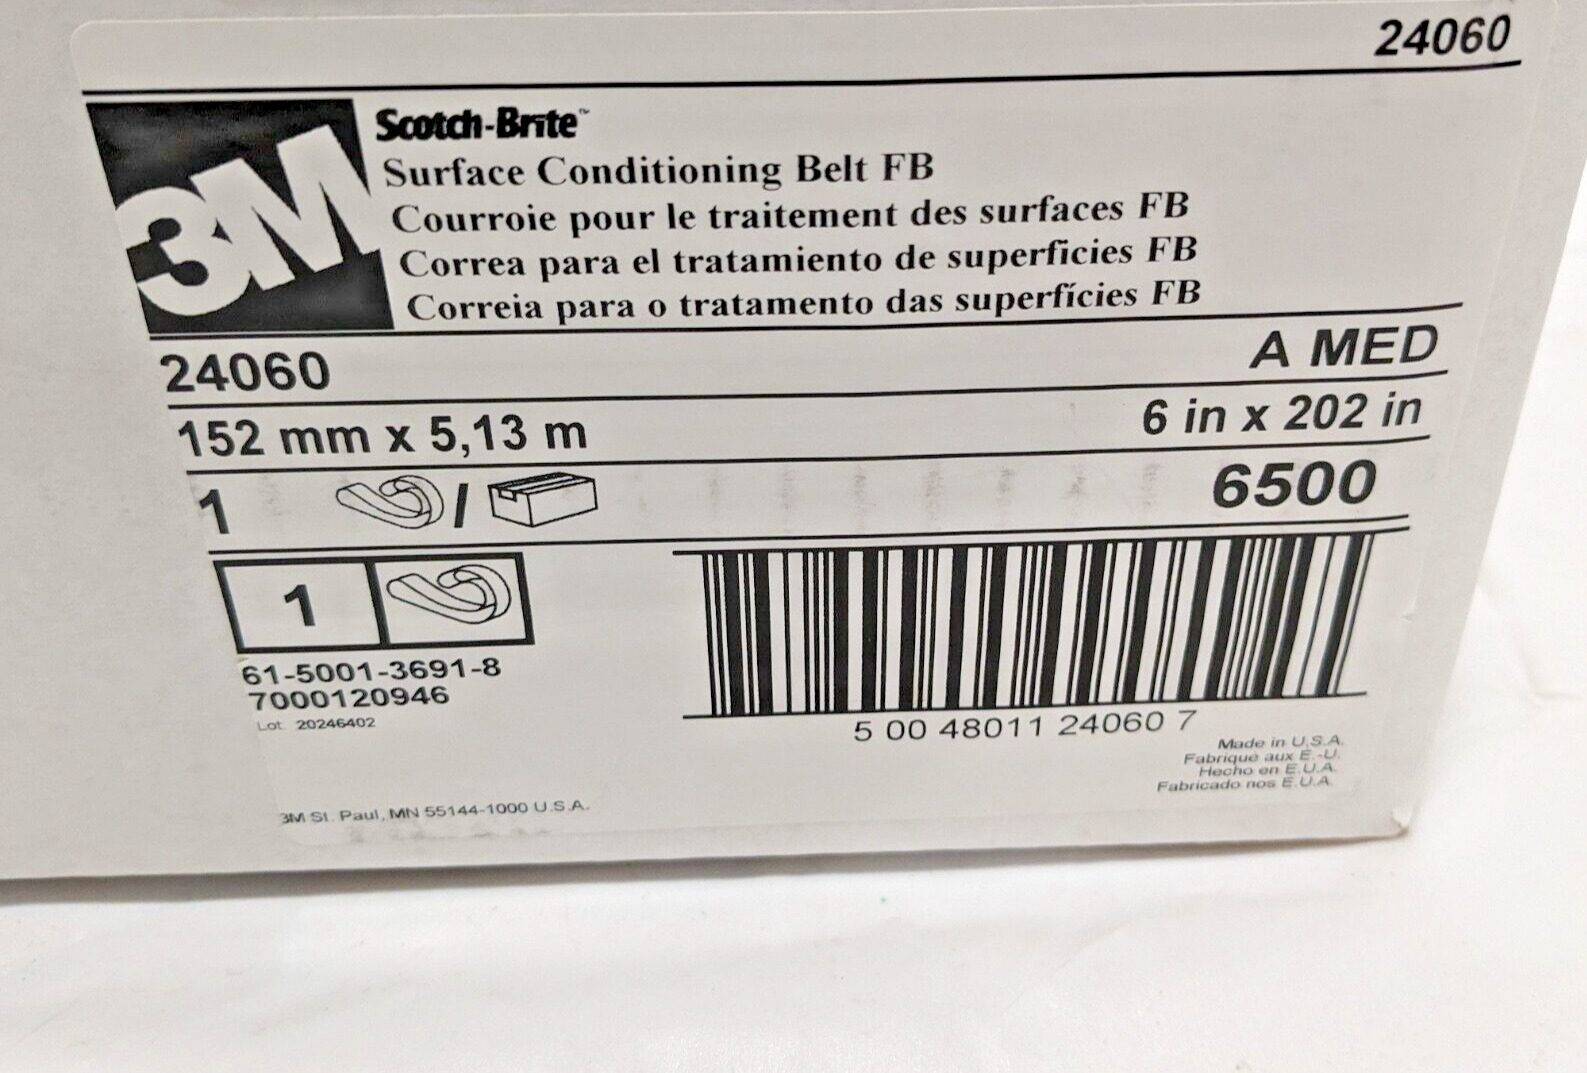 24060
3M
Scotch-Brite™
Surface Conditioning Belt FB
Courroie pour le traitement des surfaces FB
Correa para el tratamiento de superficies FB
Correia para o tratamento das superfícies FB
24060 A MED
152 mm x 5,13 m 6 in x 202 in
1 / 6500
1
61-5001-3691-8
7000120946
Lot 20246402
5 00 48011 24060 7
Made in U.S.A.
Fabrique aux E.-U.
Hecho en E.U.A.
Fabricado nos E.U.A.
3M St. Paul, MN 55144-1000 U.S.A.